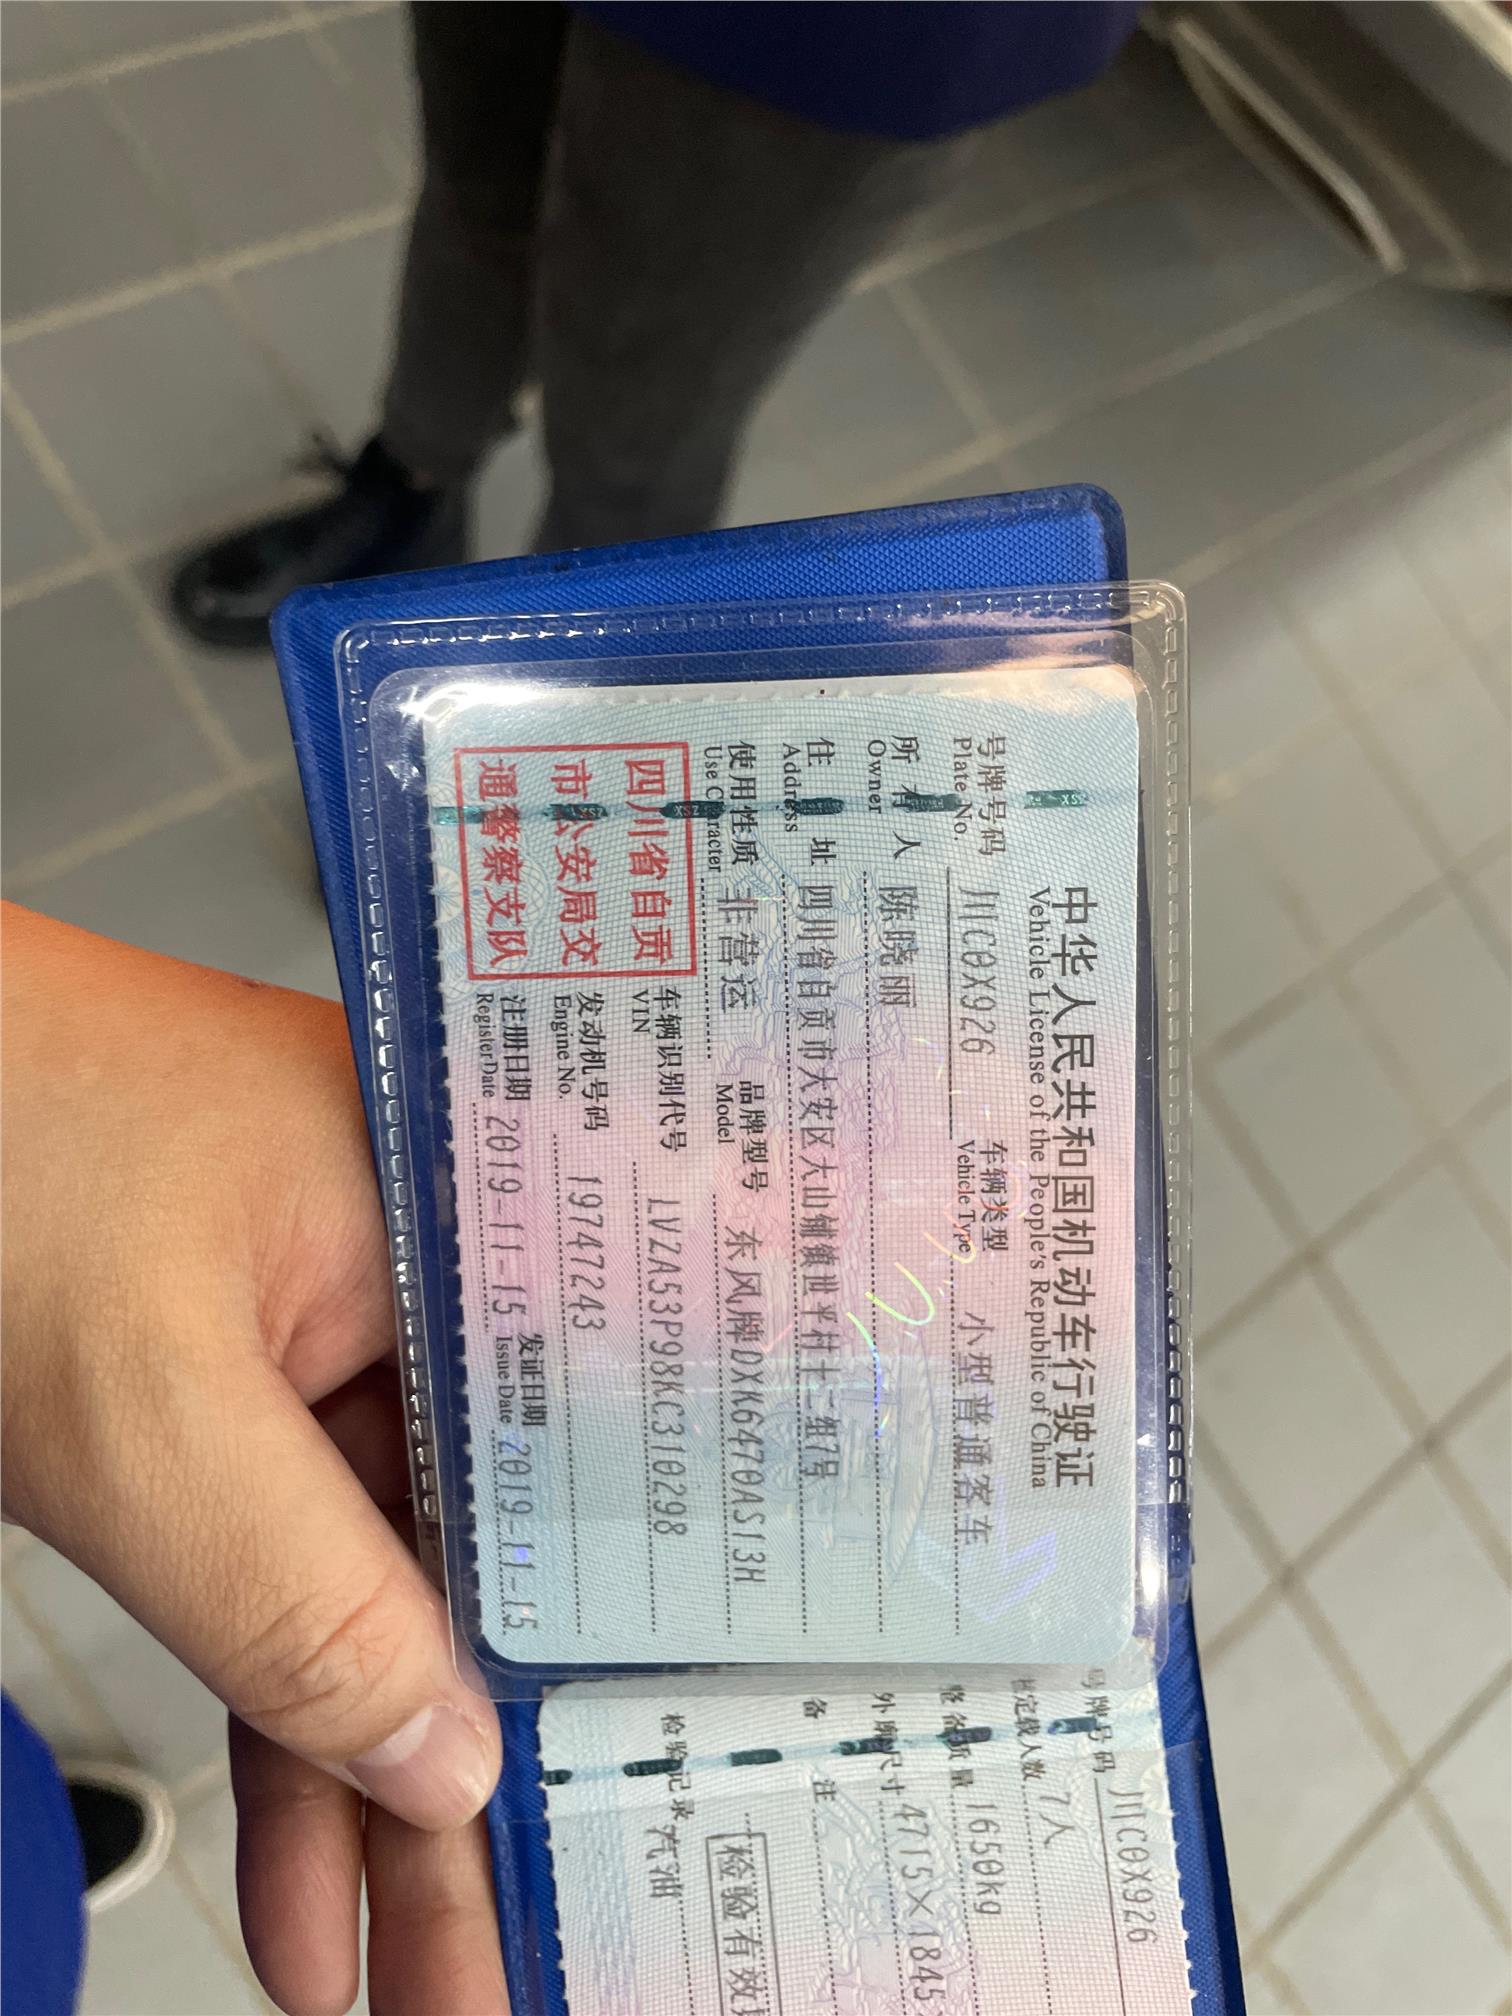 中华人民共和国机动车行驶证
Vehicle License of the People's Republic of China
号牌号码 川C0X926 车辆类型 小型普通客车
Plate No. Vehicle Type
所有人 陈晓丽
Owner
住址 四川省自贡市大安区大山铺镇世平村十二组7号
Address
使用性质 非营运 品牌型号 东风牌DXK6470AS13H
Use Character Model
四川省自贡
市公安局交
通警察支队
车辆识别代号 LVZA53P98KC310298
VIN
发动机号码 19747243
Engine No.
注册日期 2019-11-15 发证日期 2019-11-15
Register Date Issue Date
号牌号码 川C0X926
核定载人数 7人
整备质量 1650kg
外廓尺寸 4715×1845
备注
检验有效
检验记录 汽油